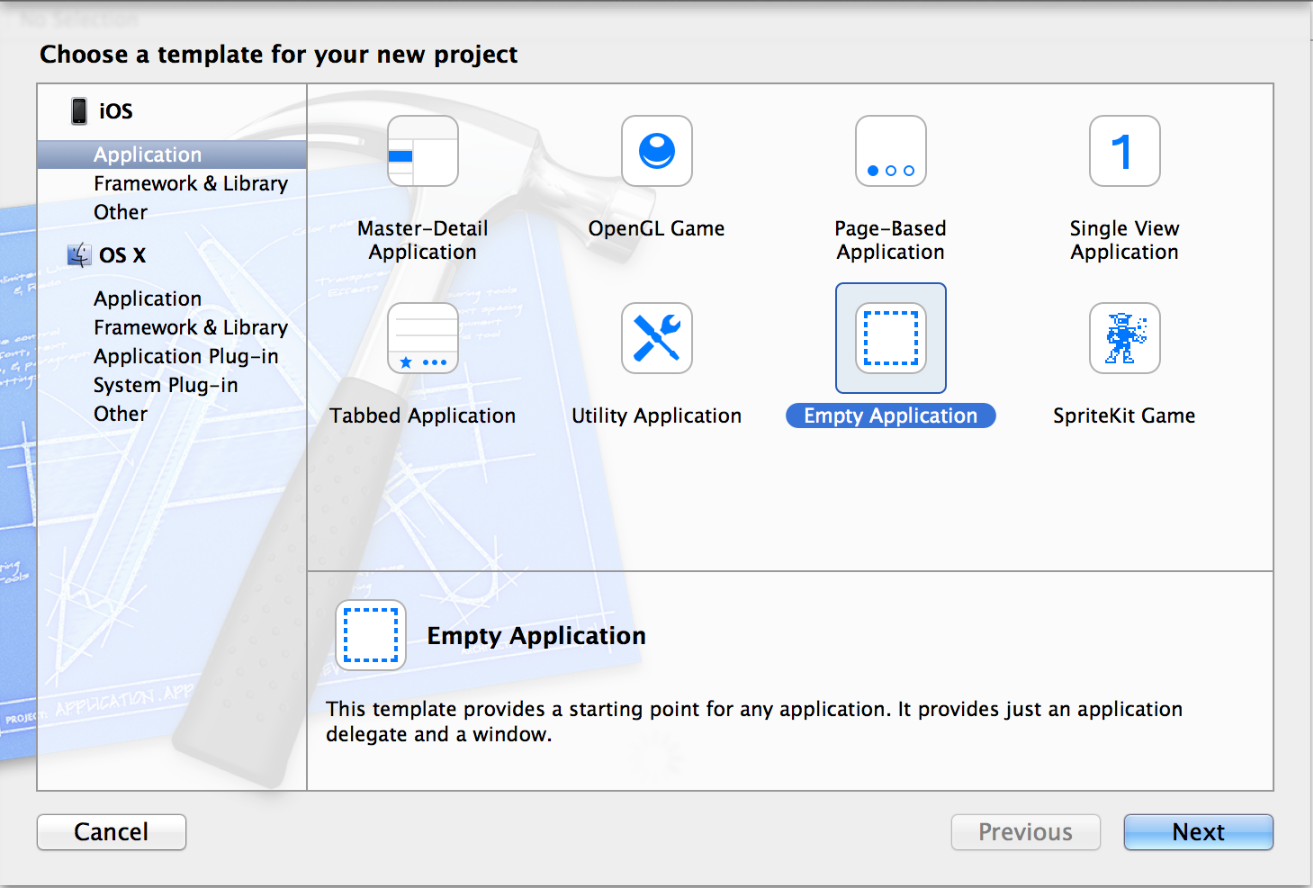 No Selection
Choose a template for your new project
iOS
Application
Framework & Library
Other
OS X
Application
Framework & Library
Application Plug-in
System Plug-in
Other
Master-Detail
Application
OpenGL Game
Page-Based
Application
1
Single View
Application
Tabbed Application
Utility Application
Empty Application
SpriteKit Game
Empty Application
This template provides a starting point for any application. It provides just an application
delegate and a window.
PROJECT: APPLICATION.APP
Cancel
Previous
Next